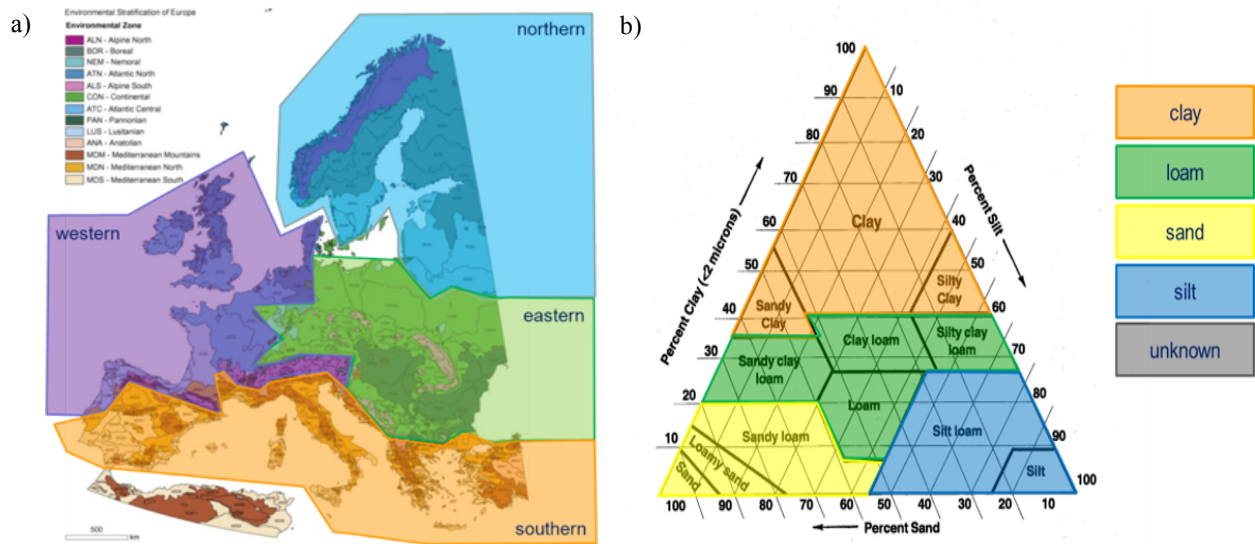 a)
Environmental Stratification of Europe
Environmental Zone
ALN - Alpine North
BOR - Boreal
NEM - Nemoral
ATN - Atlantic North
ALS - Alpine South
CON - Continental
ATC - Atlantic Central
PAN - Pannonian
LUS - Lusitanian
ANA - Anatolian
MDM - Mediterranean Mountains
MDN - Mediterranean North
MDS - Mediterranean South
northern
western
eastern
southern
500
km
b)
100
90
80
70
60
50
40
30
20
10
Percent Clay (<2 microns)
10
20
30
40
50
60
70
80
90
100
Percent Silt
Clay
Silty
Clay
Sandy
Clay
Clay loam
Silty clay
loam
Sandy clay
loam
Loam
Silt loam
Sandy loam
Loamy sand
Sand
Silt
100
90
80
70
60
50
40
30
20
10
Percent Sand
clay
loam
sand
silt
unknown